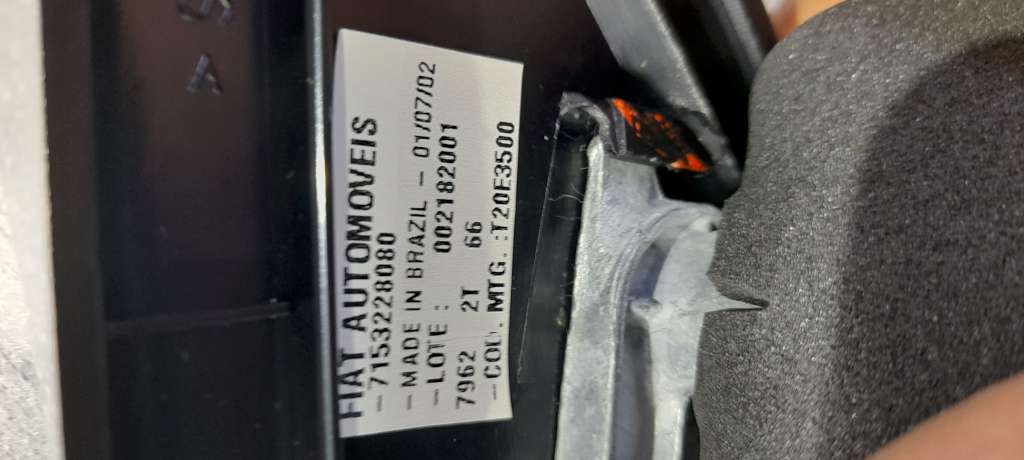 FIAT AUTOMOVEIS
- 7153228080
- MADE IN BRAZIL - 01/07/02
- LOTE : 002182001
7962 2T 66
- COD. MTG. :T20E3500